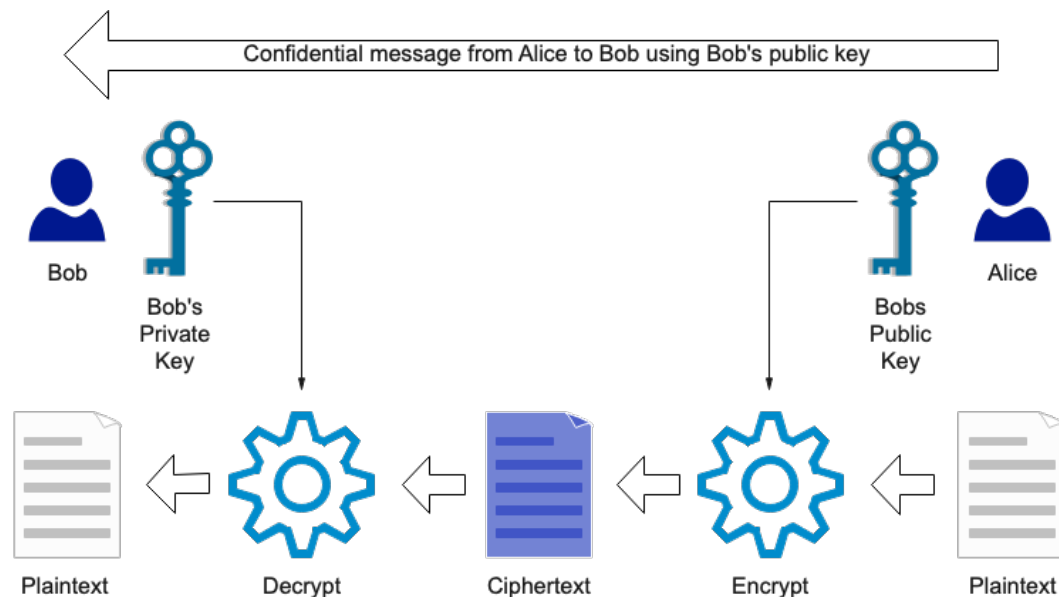 Confidential message from Alice to Bob using Bob's public key
Bob
Alice
Bob's
Private
Key
Bobs
Public
Key
Plaintext
Decrypt
Ciphertext
Encrypt
Plaintext